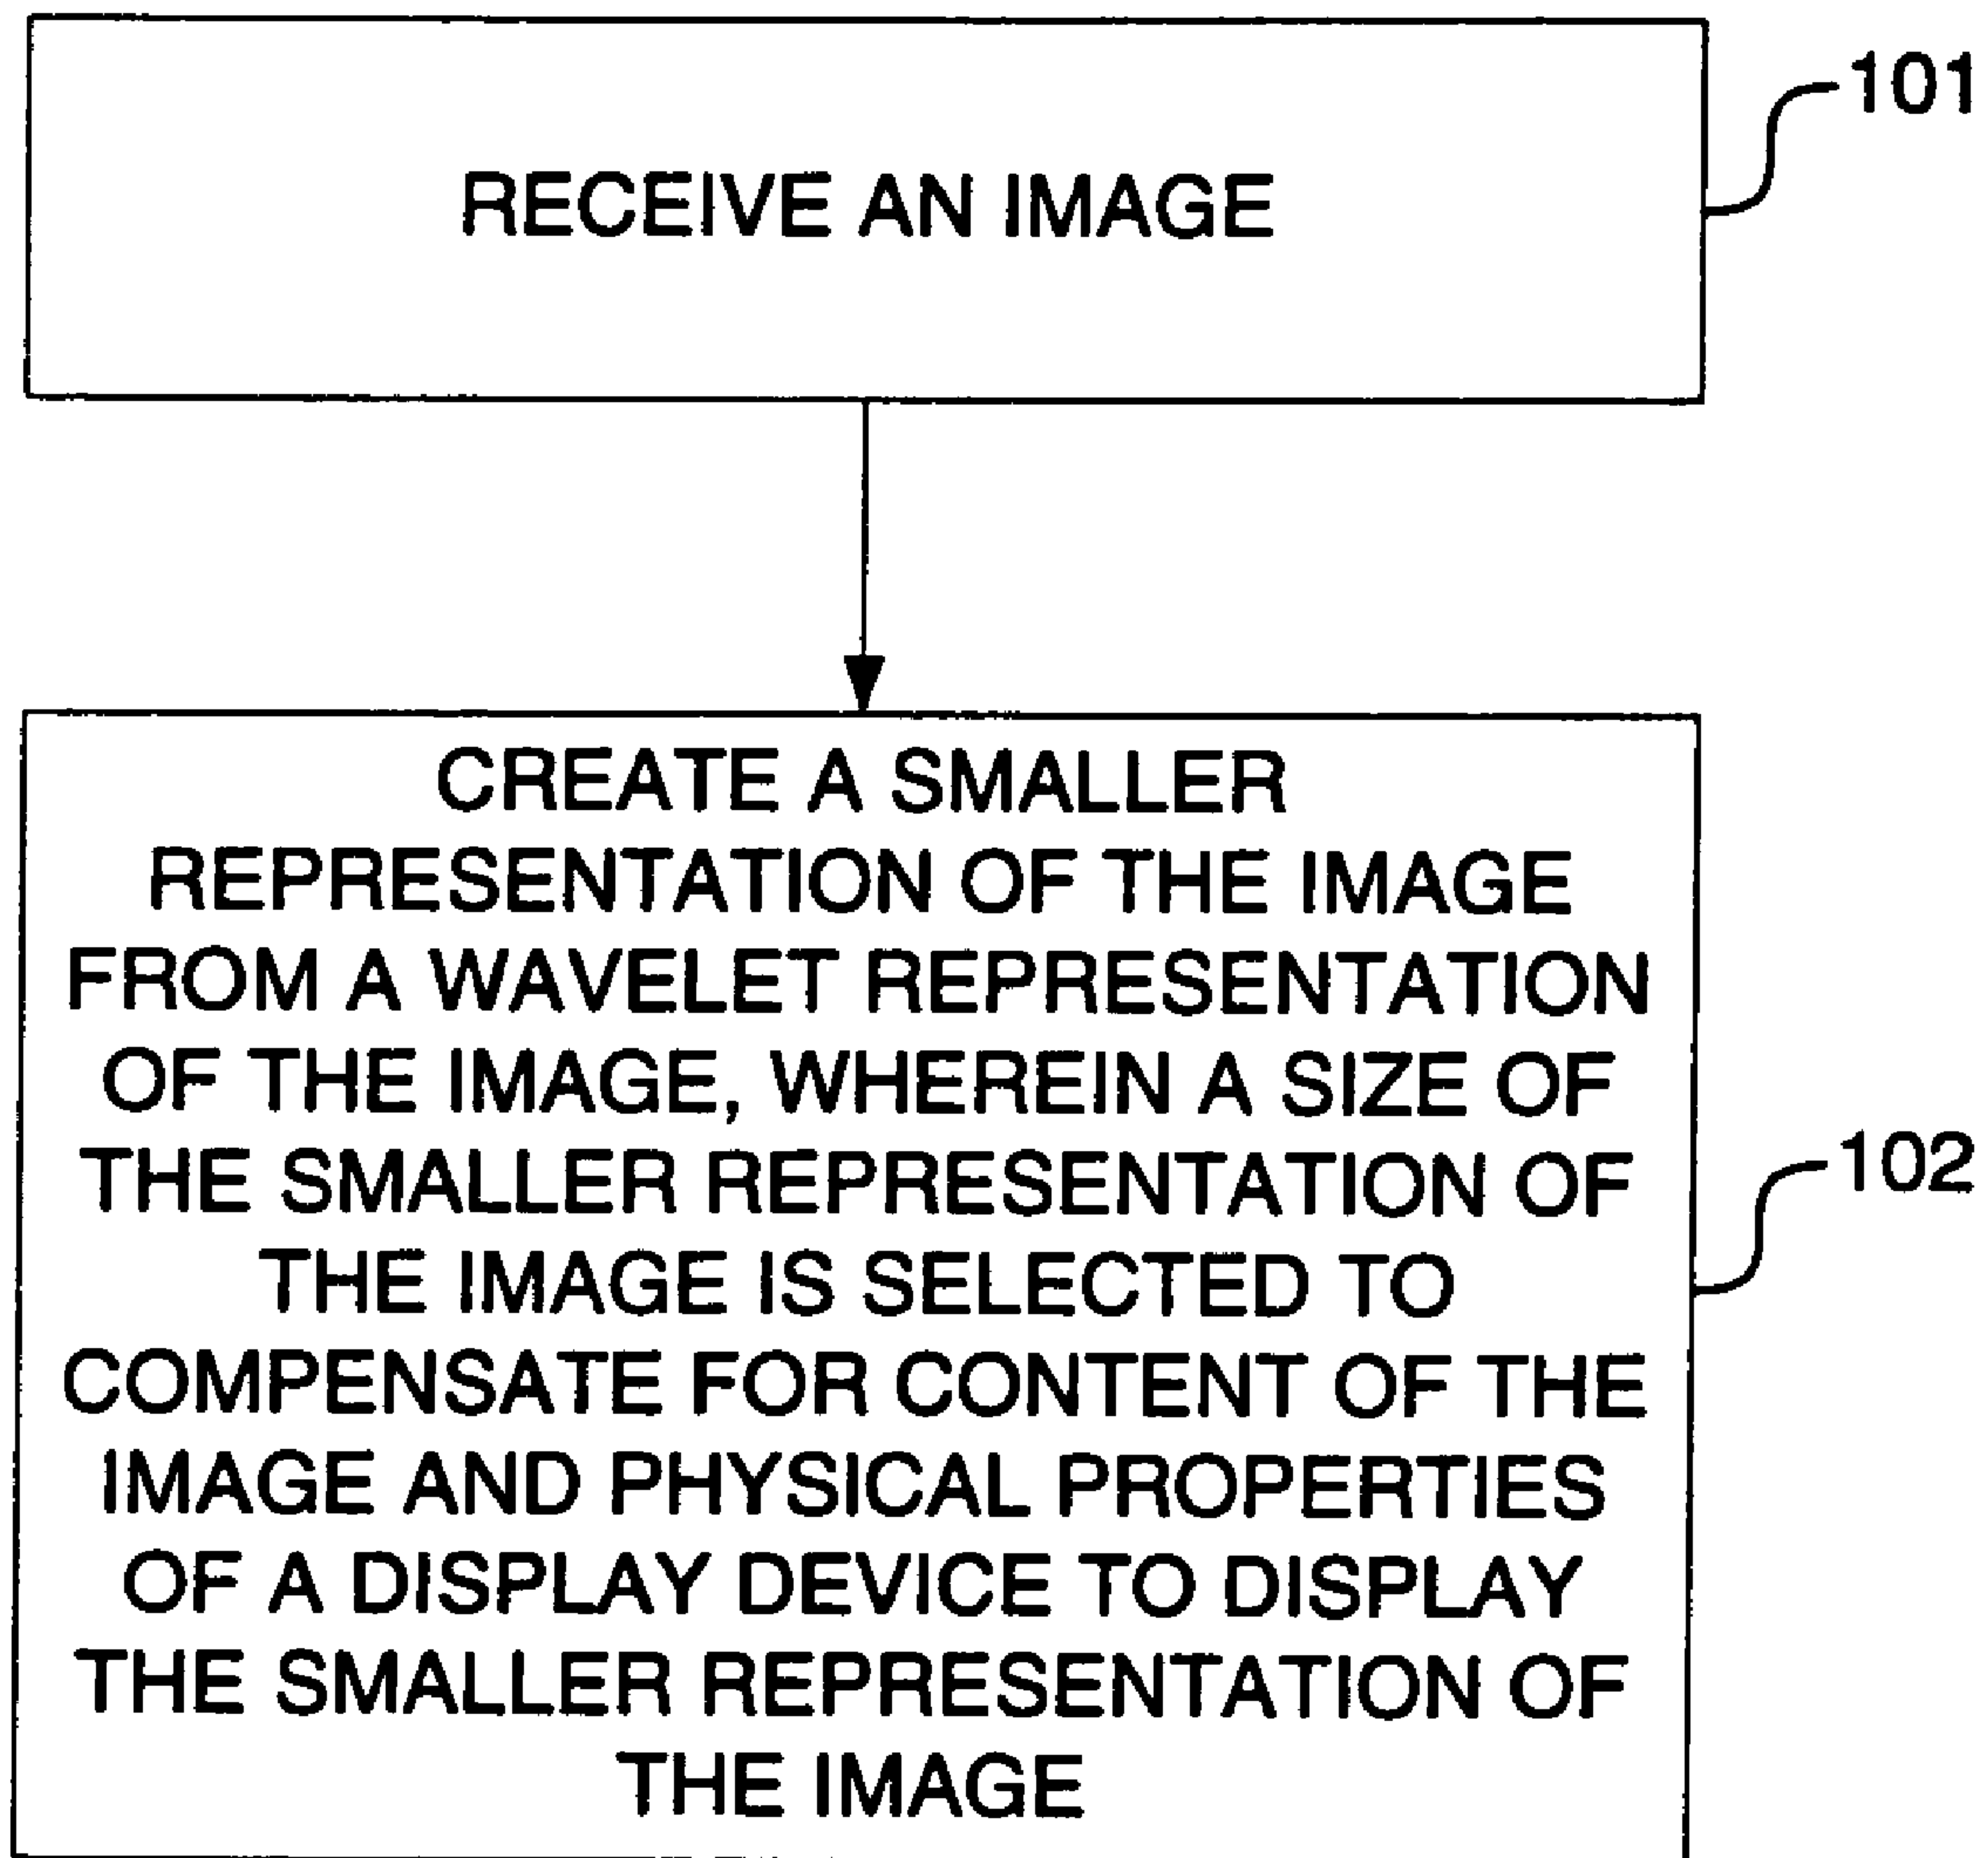 101
RECEIVE AN IMAGE
CREATE A SMALLER
REPRESENTATION OF THE IMAGE
FROM A WAVELET REPRESENTATION
OF THE IMAGE, WHEREIN A SIZE OF
THE SMALLER REPRESENTATION OF
THE IMAGE IS SELECTED TO
COMPENSATE FOR CONTENT OF THE
IMAGE AND PHYSICAL PROPERTIES
OF A DISPLAY DEVICE TO DISPLAY
THE SMALLER REPRESENTATION OF
THE IMAGE
102